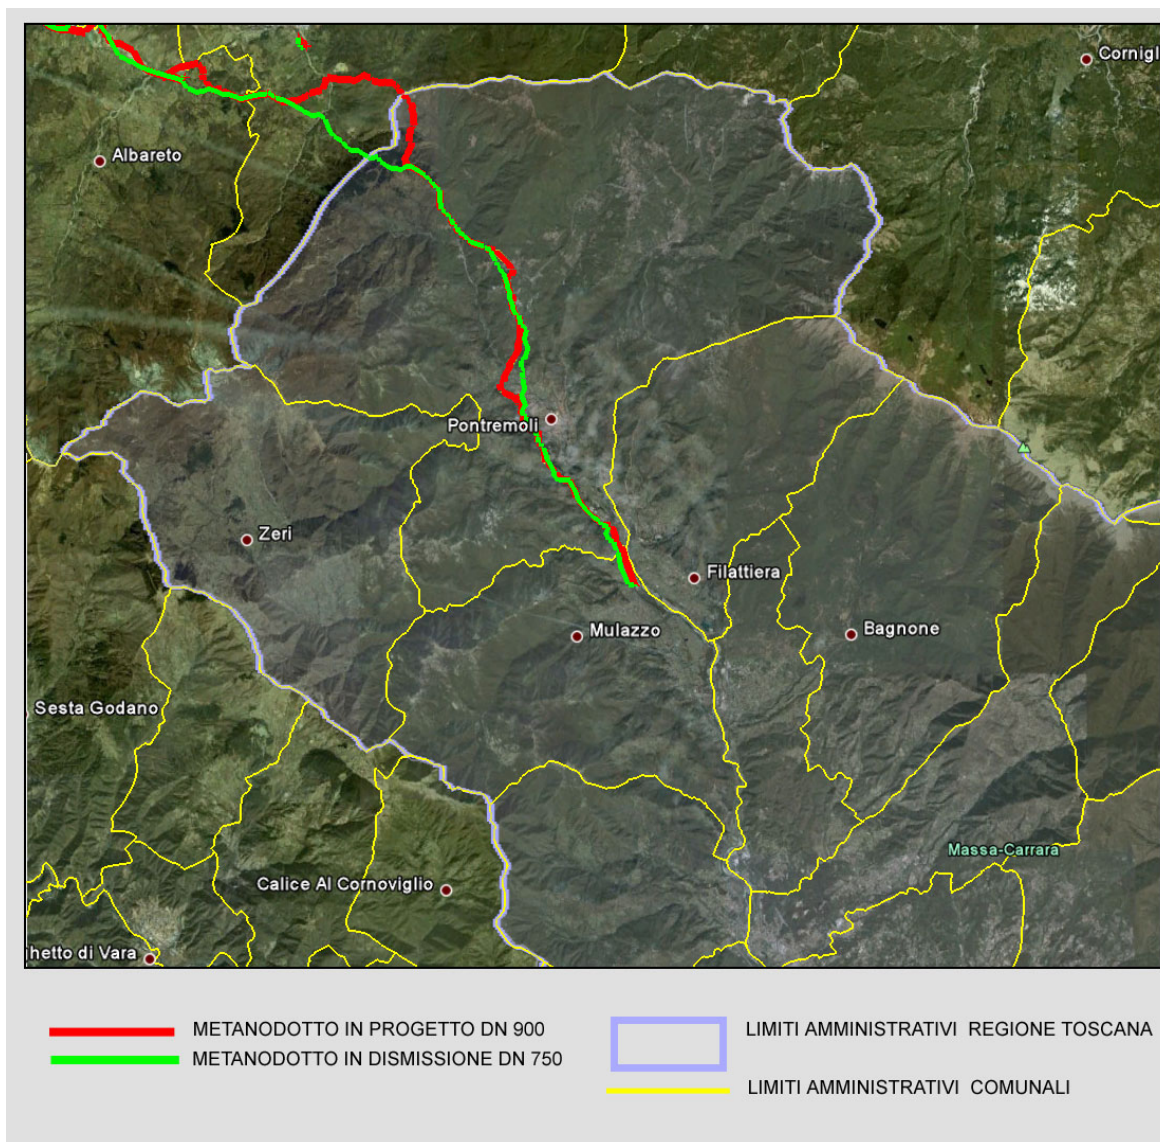 Cornigl
Albareto
Pontremoli
Zeri
Filattiera
Mulazzo
Bagnone
Sesta Godano
Massa-Carrara
Calice Al Cornoviglio
ghetto di Vara
METANODOTTO IN PROGETTO DN 900
LIMITI AMMINISTRATIVI REGIONE TOSCANA
METANODOTTO IN DISMISSIONE DN 750
LIMITI AMMINISTRATIVI COMUNALI